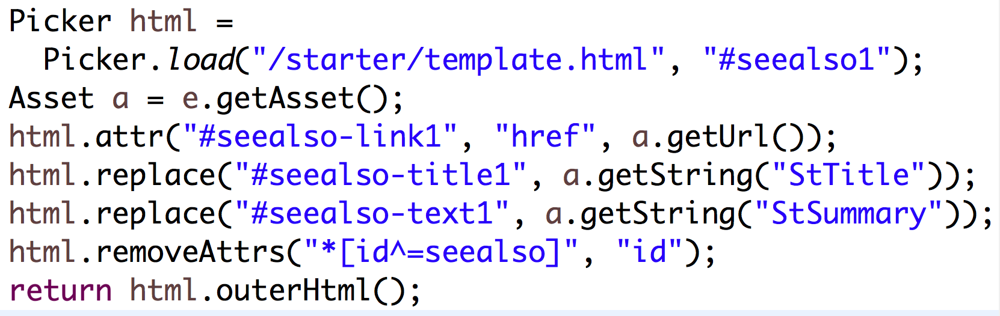 Picker html =
  Picker.load("/starter/template.html", "#seealso1");
Asset a = e.getAsset();
html.attr("#seealso-link1", "href", a.getUrl());
html.replace("#seealso-title1", a.getString("StTitle"));
html.replace("#seealso-text1", a.getString("StSummary"));
html.removeAttrs("*[id^=seealso]", "id");
return html.outerHtml();